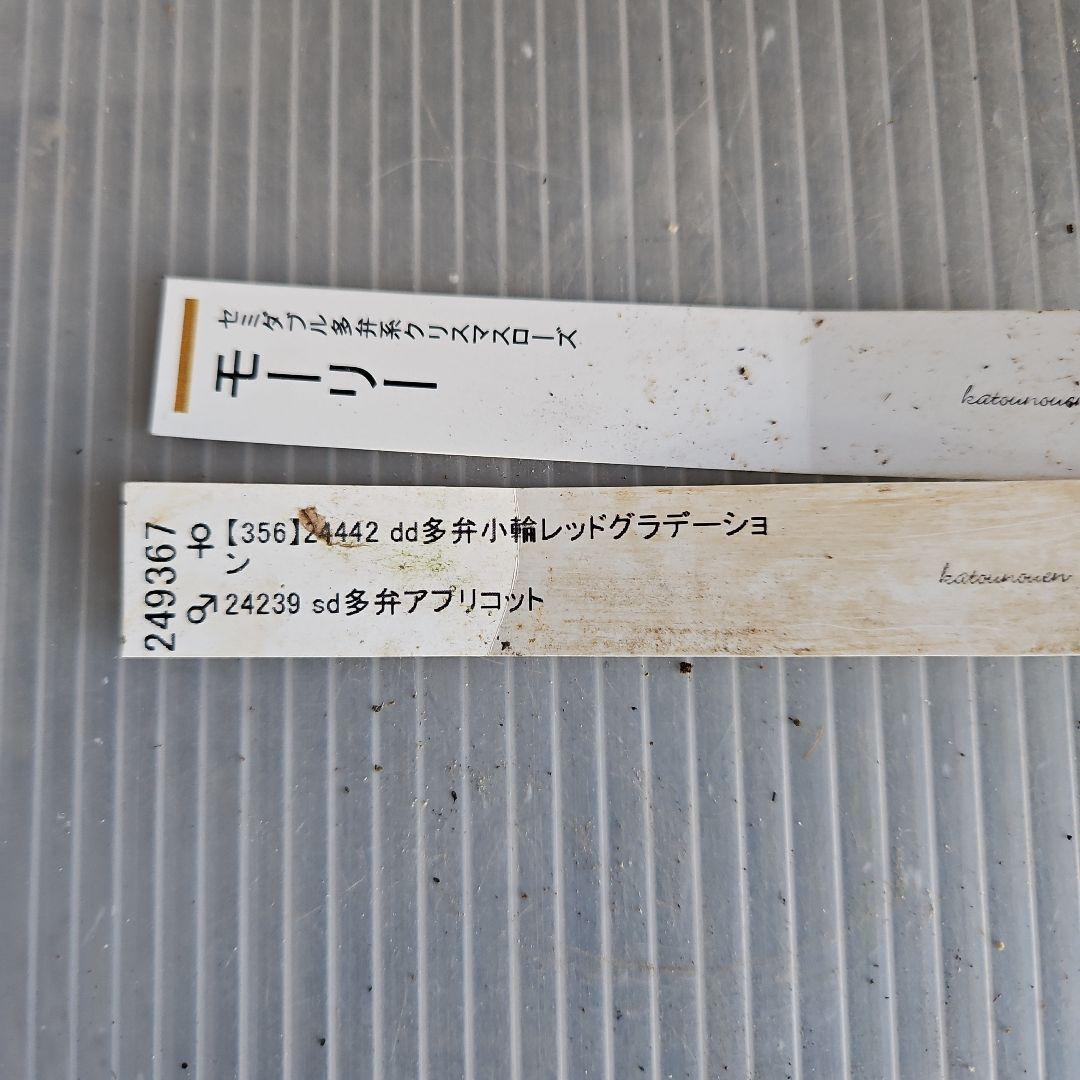 セミダブル多弁系クリスマスローズ
モーリー
katounouen
249367
♀【356】24442 dd多弁小輪レッドグラデーショ
ン
♂24239 sd多弁アプリコット
katounouen